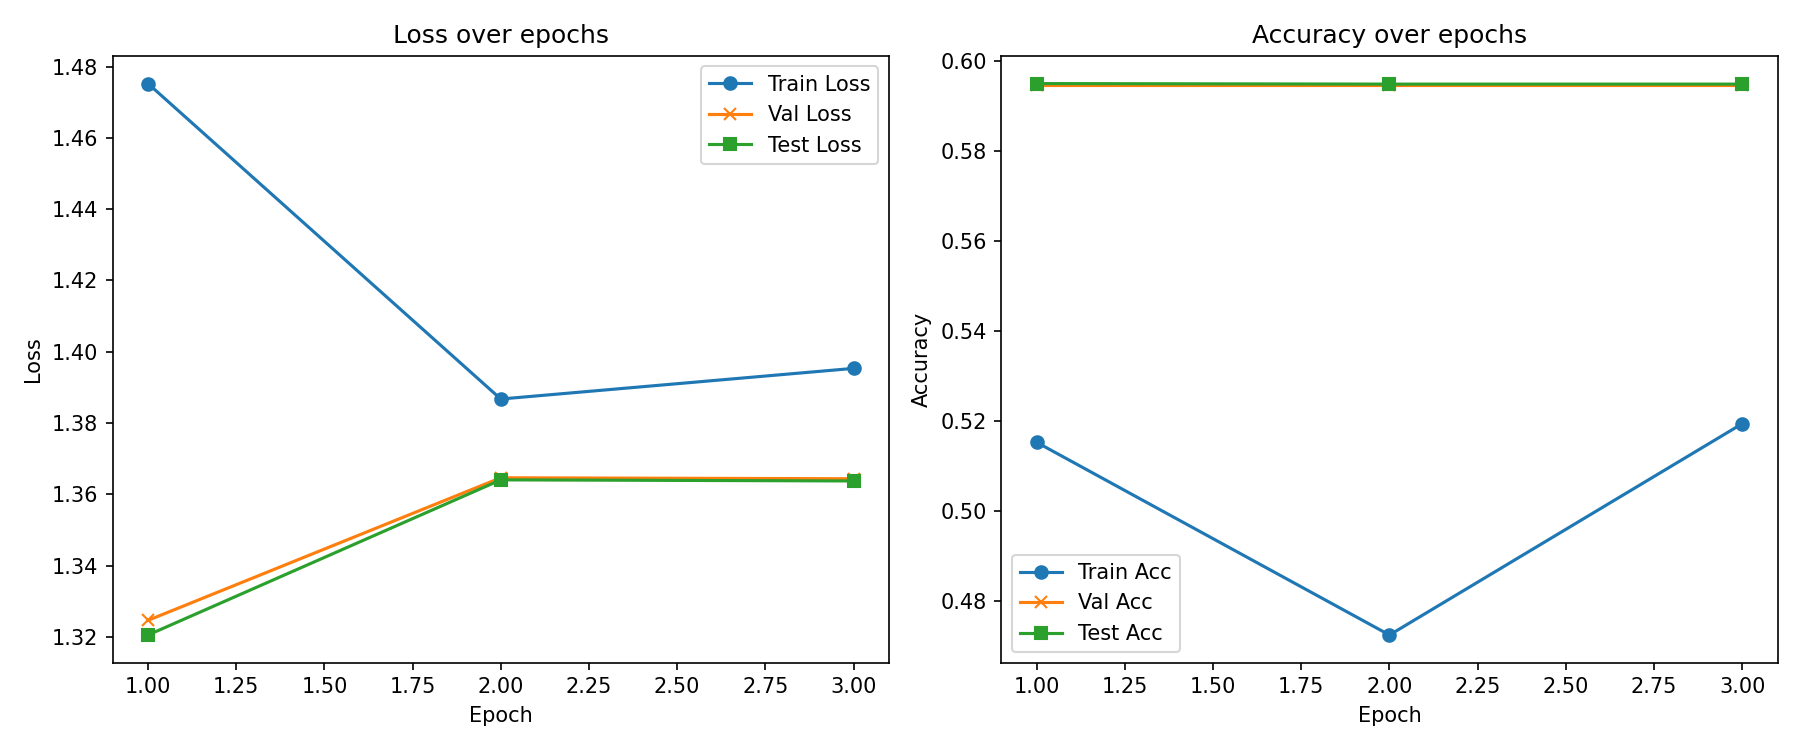 Loss over epochs
1.48
1.46
1.44
1.42
1.40
1.38
1.36
1.34
1.32
Loss
Train Loss
Val Loss
Test Loss
1.00 1.25 1.50 1.75 2.00 2.25 2.50 2.75 3.00
Epoch
Accuracy over epochs
0.60
0.58
0.56
0.54
0.52
0.50
0.48
Accuracy
Train Acc
Val Acc
Test Acc
1.00 1.25 1.50 1.75 2.00 2.25 2.50 2.75 3.00
Epoch